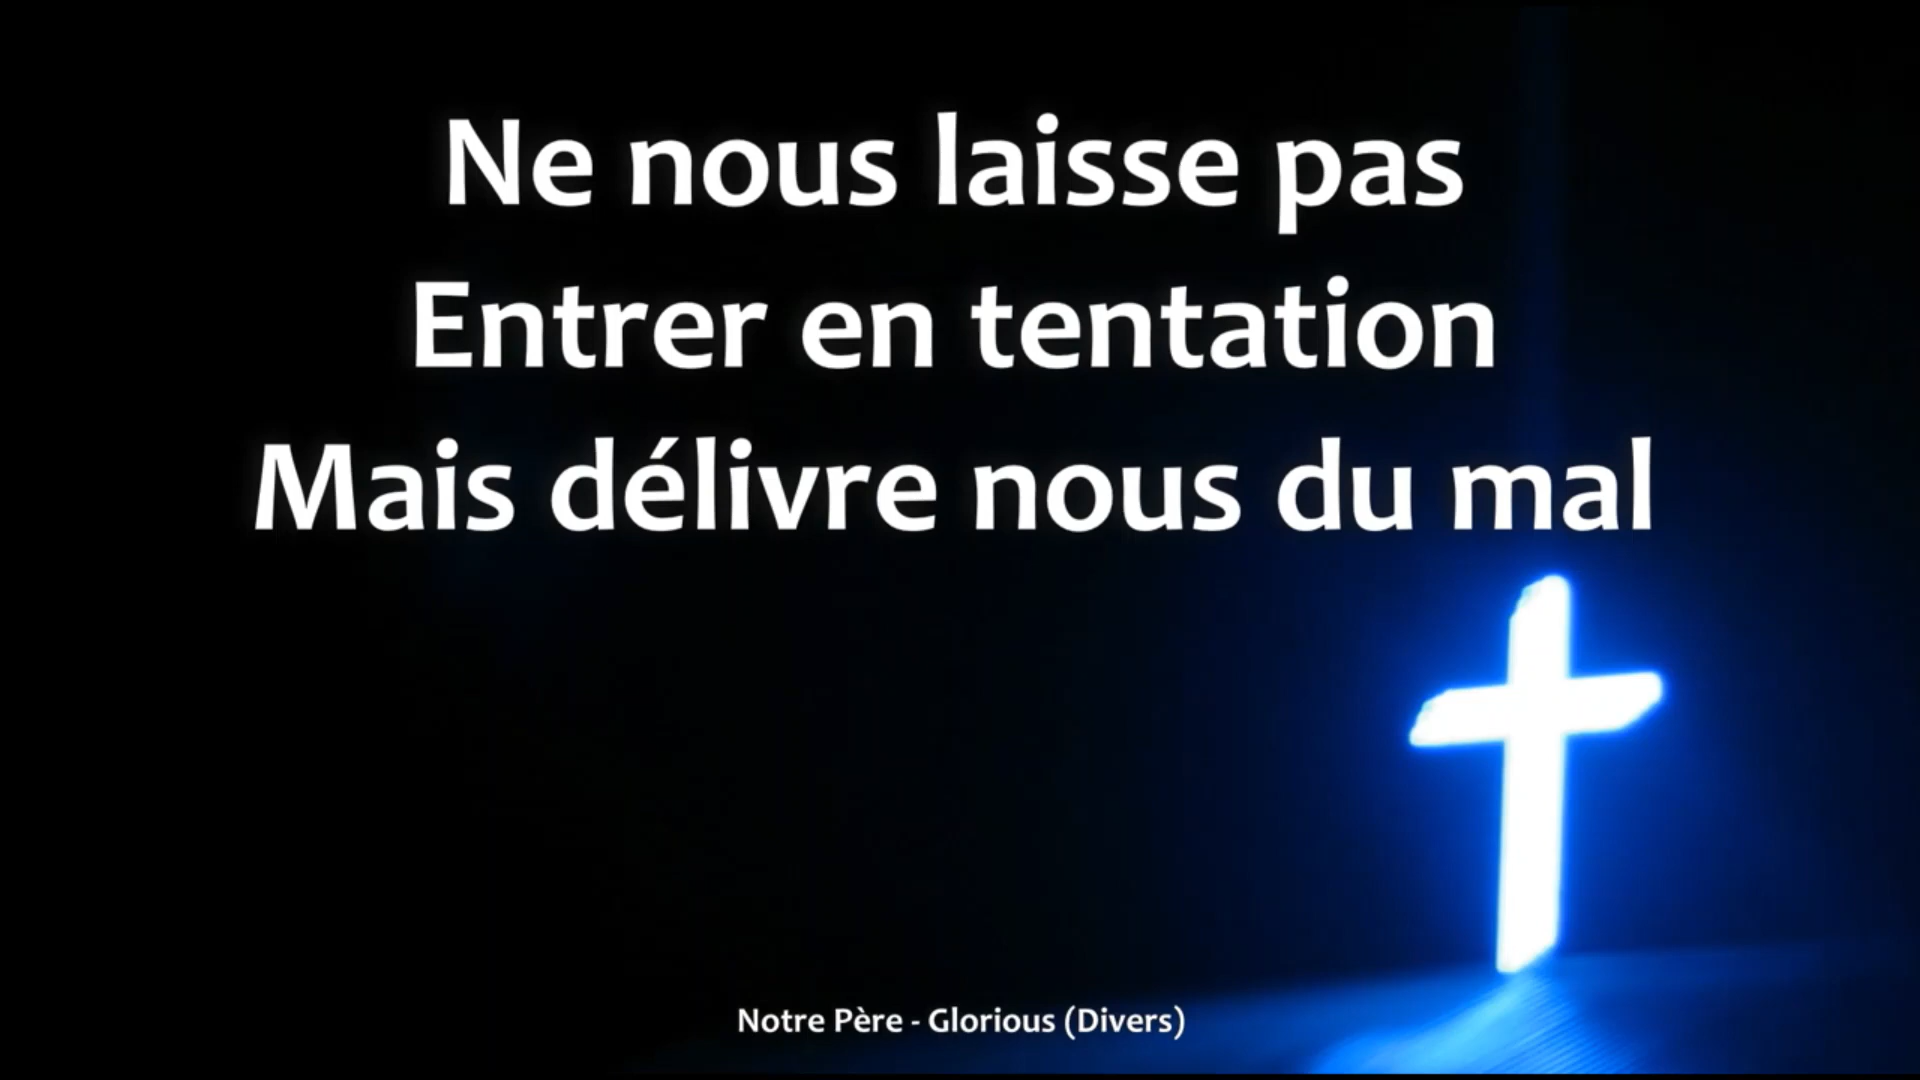 Ne nous laisse pas
Entrer en tentation
Mais délivre nous du mal
Notre Père - Glorious (Divers)